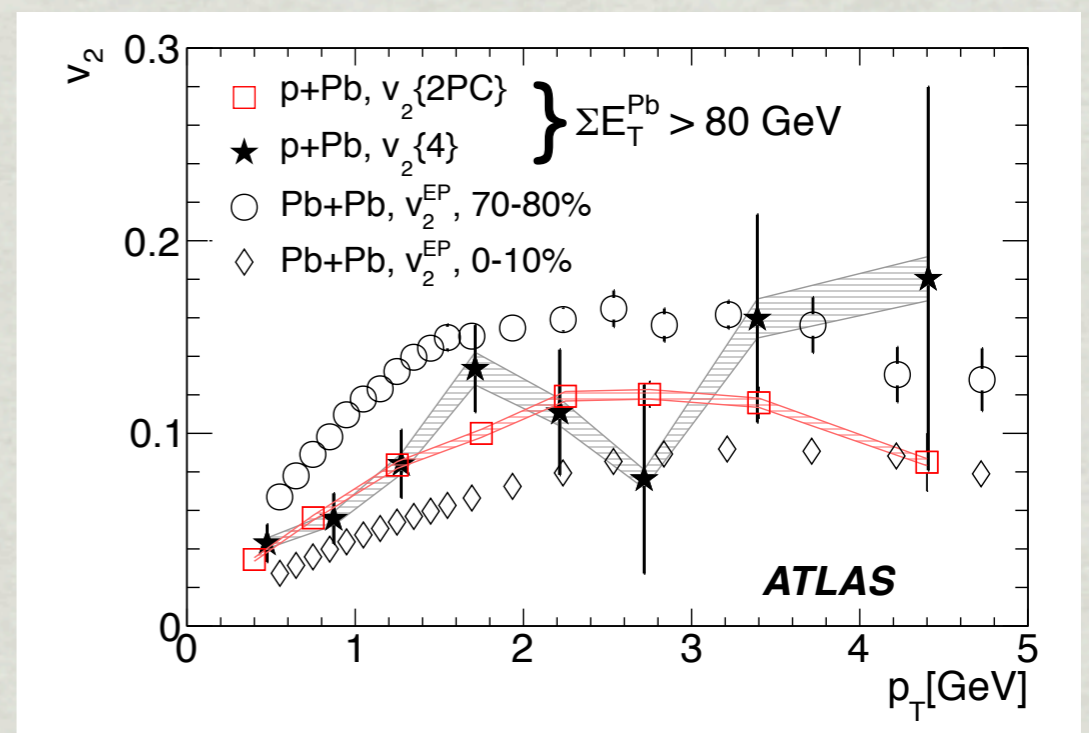 v₂
0.3
p+Pb, v₂{2PC}
p+Pb, v₂{4}
} ΣE_T^Pb > 80 GeV
Pb+Pb, v₂^EP, 70-80%
Pb+Pb, v₂^EP, 0-10%
0.2
0.1
ATLAS
0
0 1 2 3 4 5
p_T[GeV]